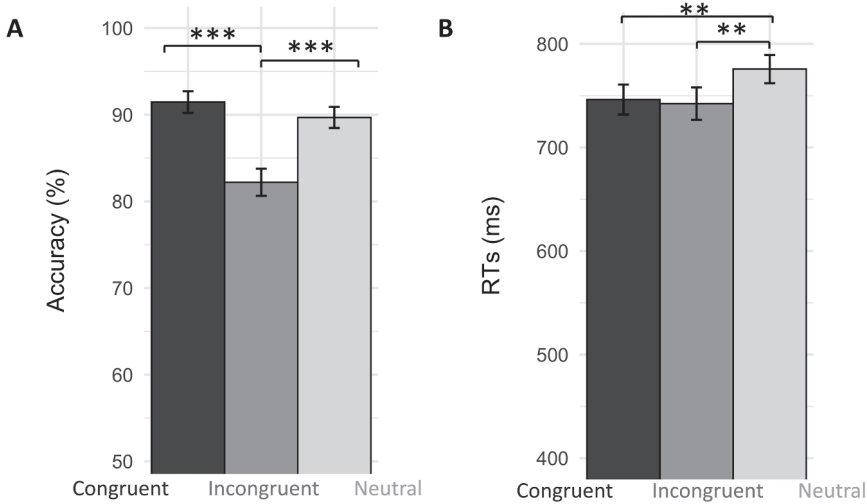 A
100
90
80
70
60
50
Accuracy (%)
***
***
Congruent Incongruent Neutral
B
800
700
600
500
400
RTs (ms)
**
**
Congruent Incongruent Neutral